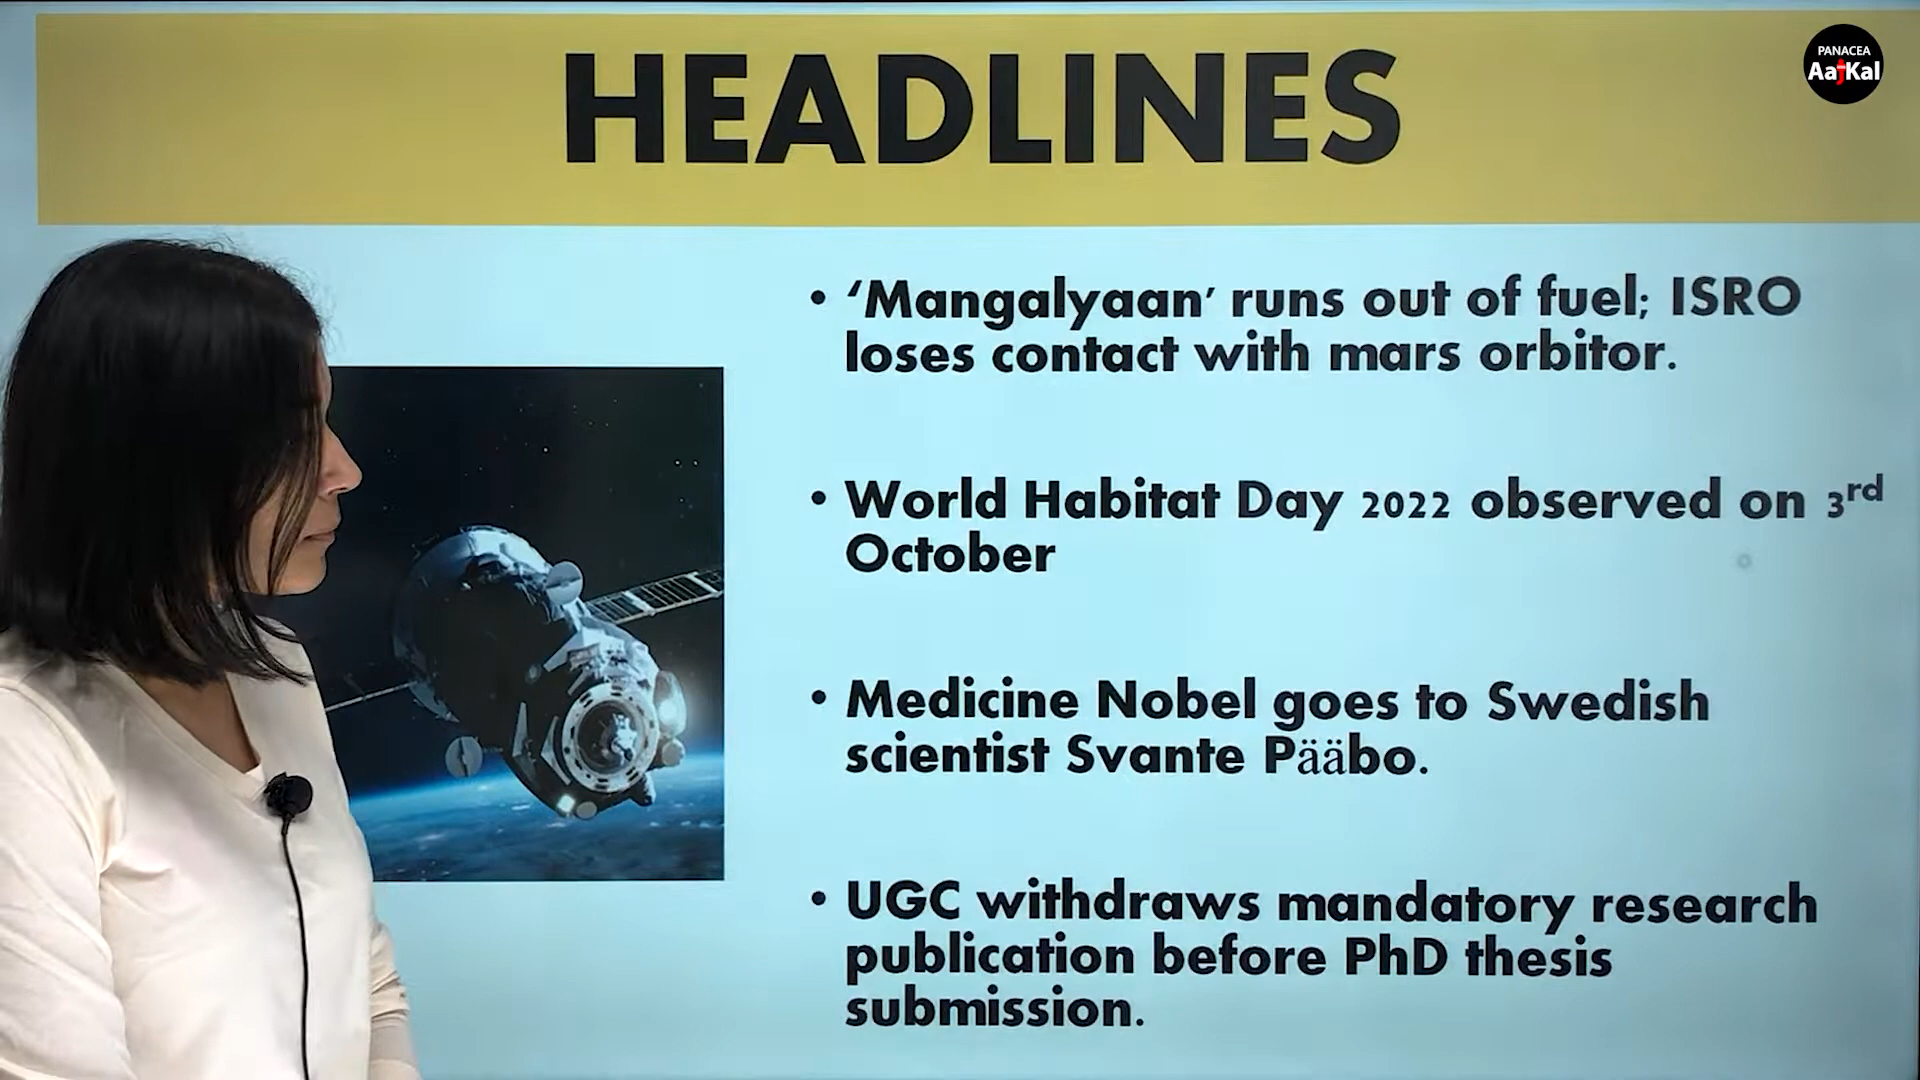 HEADLINES
PANACEA
AajKal
• ‘Mangalyaan’ runs out of fuel; ISRO
loses contact with mars orbitor.
• World Habitat Day 2022 observed on 3rd
October
• Medicine Nobel goes to Swedish
scientist Svante Pääbo.
• UGC withdraws mandatory research
publication before PhD thesis
submission.